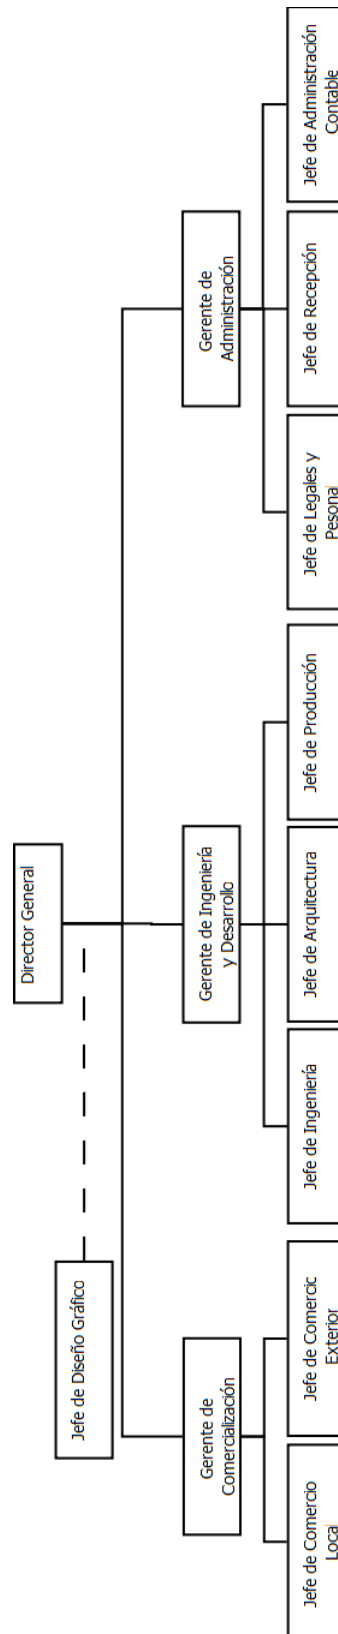 Director General
Jefe de Diseño Gráfico
Gerente de
Comercialización
Gerente de Ingeniería
y Desarrollo
Gerente de
Administración
Jefe de Comercio
Local
Jefe de Comercic
Exterior
Jefe de Ingeniería
Jefe de Arquitectura
Jefe de Producción
Jefe de Legales y
Pesonal
Jefe de Recepción
Jefe de Administración
Contable